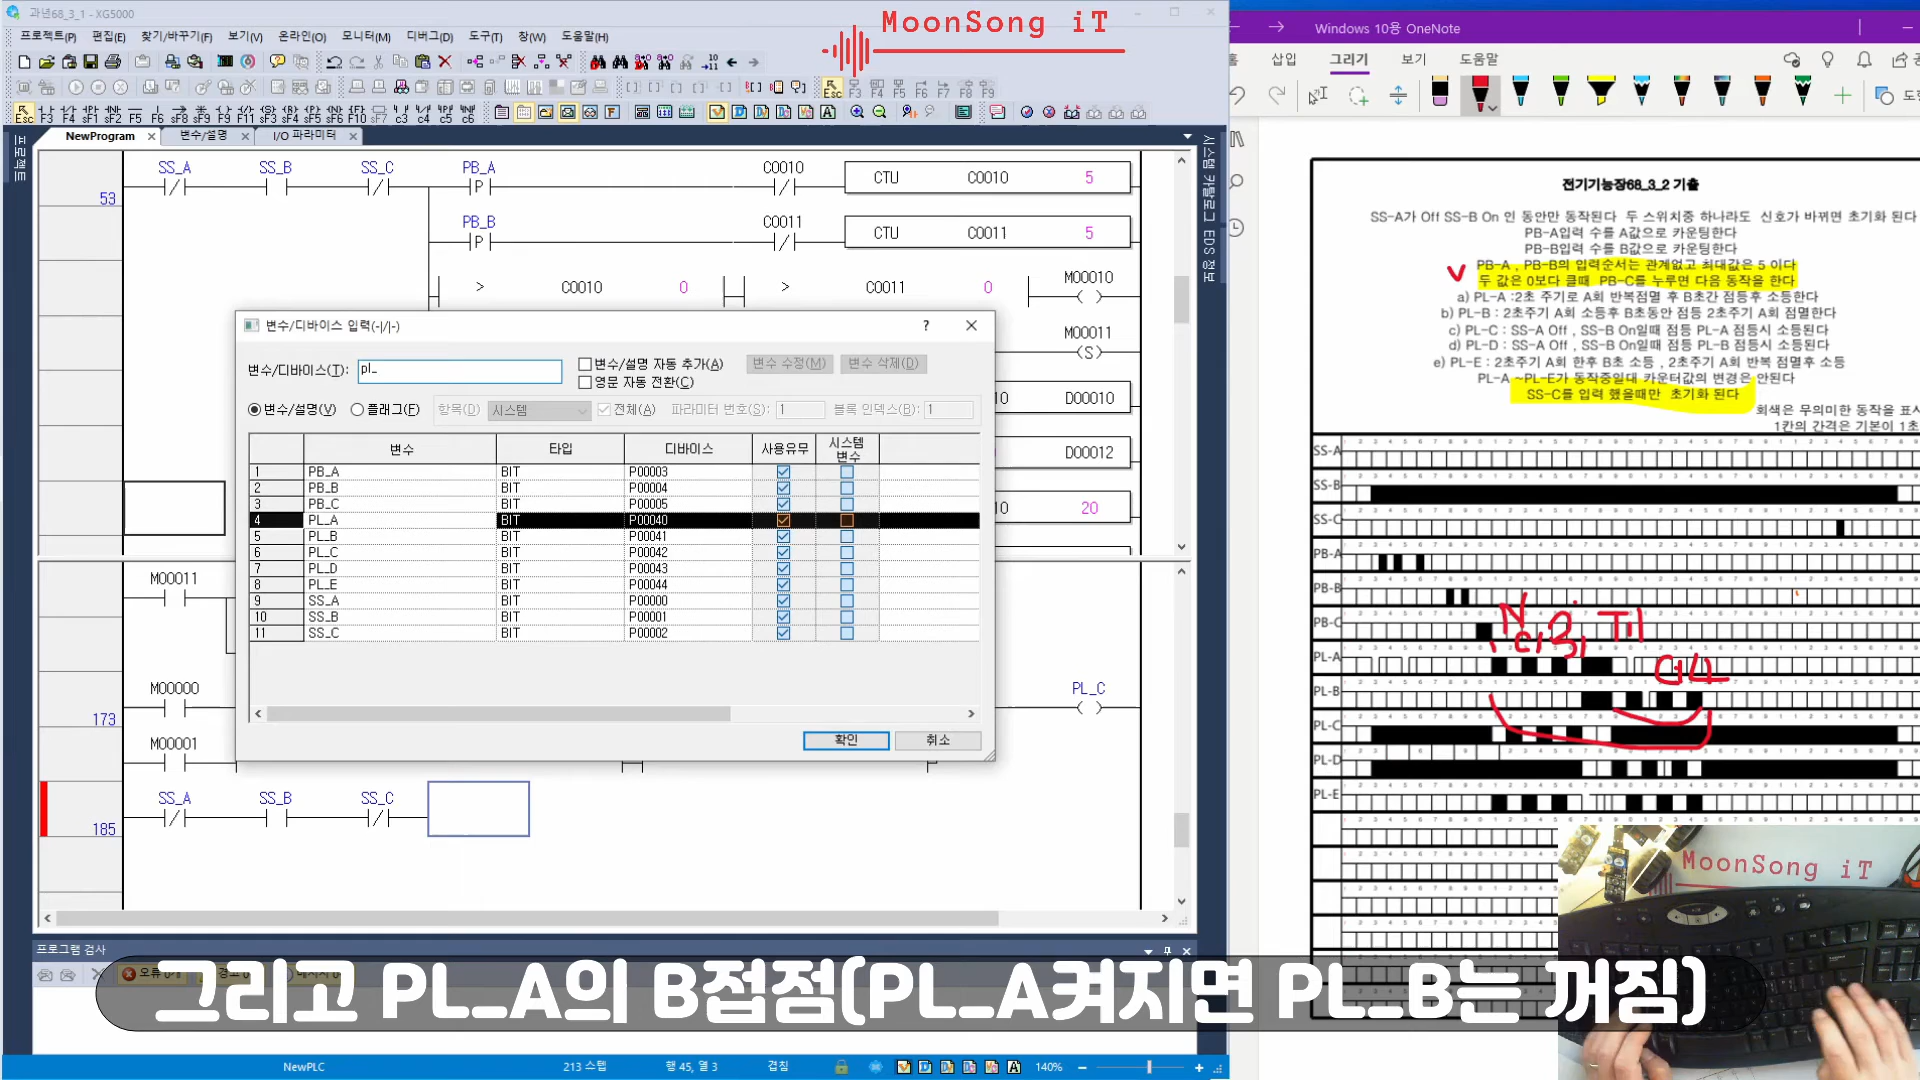 과년68_3_1 - XG5000
MoonSong iT
프로젝트(P) 편집(E) 찾기/바꾸기(F) 보기(V) 온라인(O) 모니터(M) 디버그(D) 도구(T) 창(W) 도움말(H)
NewProgram 변수/설명 I/O 파라미터
SS_A SS_B SS_C PB_A C0010
CTU C0010 5
53
PB_B C0011
CTU C0011 5
> C0010 0 > C0011 0 M00010
M00011
(S)
D00010
D00012
20
변수/디바이스 입력(-|/|-)
변수/디바이스(T): pl_
변수/설명 자동 추가(A) 변수 수정(M) 변수 삭제(D)
영문 자동 전환(C)
변수/설명(V) 플래그(F) 항목(D) 시스템 전체(A) 파라미터 번호(S): 1 블록 인덱스(B): 1
변수 타입 디바이스 사용유무 시스템 변수
1 PB_A BIT P00003
2 PB_B BIT P00004
3 PB_C BIT P00005
4 PL_A BIT P00040
5 PL_B BIT P00041
6 PL_C BIT P00042
7 PL_D BIT P00043
8 PL_E BIT P00044
9 SS_A BIT P00000
10 SS_B BIT P00001
11 SS_C BIT P00002
확인 취소
M00011
M00000 PL_C
173
M00001
SS_A SS_B SS_C
185
프로그램 검사
NewPLC 213 스텝 행 45, 열 3 겹침 140%
시스템 카탈로그 EDS 정보
프로젝트
Windows 10용 OneNote
삽입 그리기 보기 도움말
전기기능장68_3_2 기출
SS-A가 Off SS-B On 인 동안만 동작된다 두 스위치중 하나라도 신호가 바뀌면 초기화 된다
PB-A입력 수를 A값으로 카운팅한다
PB-B입력 수를 B값으로 카운팅한다
PB-A , PB-B의 입력순서는 관계없고 최대값은 5 이다
두 값은 0보다 클때 PB-C를 누루면 다음 동작을 한다
a) PL-A :2초 주기로 A회 반복점멸 후 B초간 점등후 소등한다
b) PL-B : 2초주기 A회 소등후 B초동안 점등 2초주기 A회 점멸한다
c) PL-C : SS-A Off , SS-B On일때 점등 PL-A 점등시 소등된다
d) PL-D : SS-A Off , SS-B On일때 점등 PL-B 점등시 소등된다
e) PL-E : 2초주기 A회 한후 B초 소등 , 2초주기 A회 반복 점멸후 소등
PL-A ~PL-E가 동작중일대 카운터값의 변경은 안된다
SS-C를 입력 했을때만 초기화 된다
회색은 무의미한 동작을 표시
1칸의 간격은 기본이 1초
SS-A
SS-B
SS-C
PB-A
PB-B
PB-C
PL-A
PL-B
PL-C
PL-D
PL-E
MoonSong iT
그리고 PL_A의 B접점(PL_A켜지면 PL_B는 꺼짐)